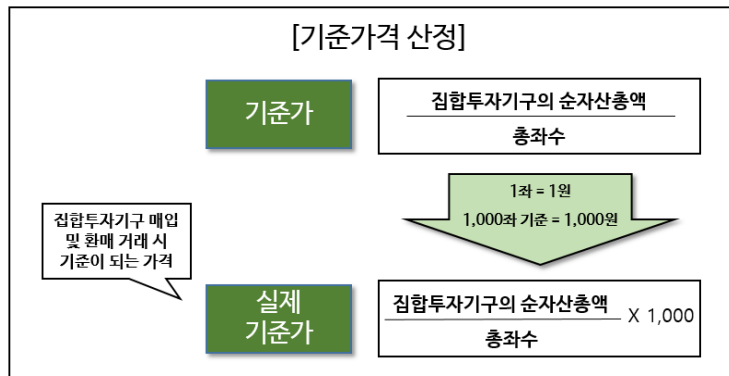 [기준가격 산정]
기준가
집합투자기구의 순자산총액
총좌수
1좌 = 1원
1,000좌 기준 = 1,000원
집합투자기구 매입
및 환매 거래 시
기준이 되는 가격
실제
기준가
집합투자기구의 순자산총액
X 1,000
총좌수